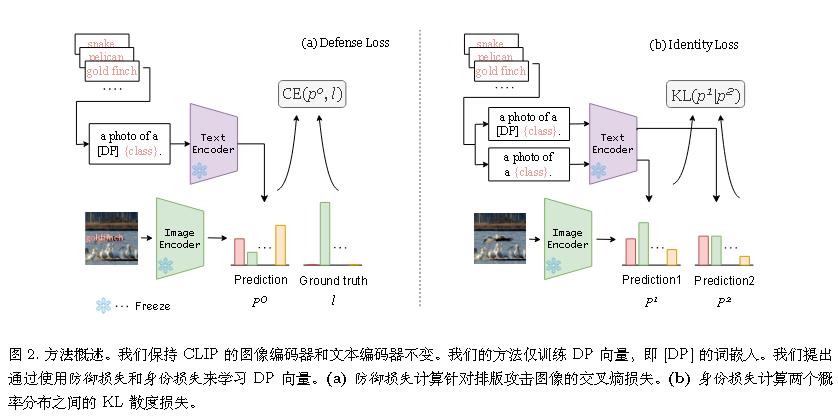 (a) Defense Loss
snake
pelican
gold finch
....
CE(p⁰, l)
a photo of a
[DP] {class}.
Text
Encoder
goldfinch
Image
Encoder
...
...
Prediction
Ground truth
p⁰
l
... Freeze
(b) Identity Loss
snake
pelican
gold finch
....
KL(p¹|p²)
a photo of a
[DP] {class}.
a photo of
a {class}.
Text
Encoder
Image
Encoder
...
...
Prediction1
Prediction2
p¹
p²
图 2. 方法概述。我们保持 CLIP 的图像编码器和文本编码器不变。我们的方法仅训练 DP 向量，即 [DP] 的词嵌入。我们提出
通过使用防御损失和身份损失来学习 DP 向量。(a) 防御损失计算针对排版攻击图像的交叉熵损失。(b) 身份损失计算两个概
率分布之间的 KL 散度损失。